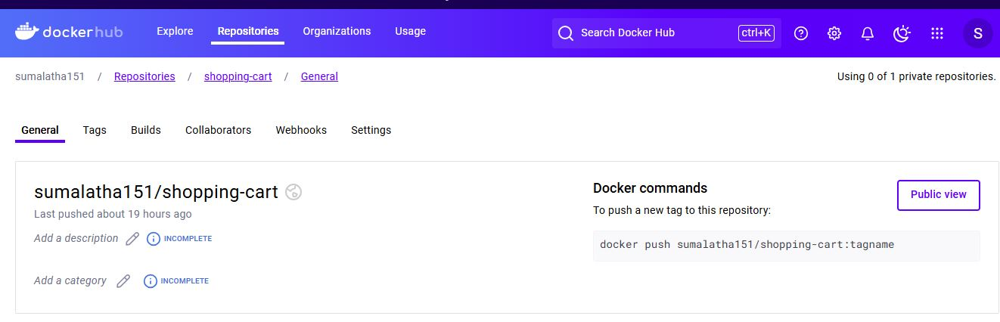 dockerhub Explore Repositories Organizations Usage Search Docker Hub ctrl+K S
sumalatha151 / Repositories / shopping-cart / General Using 0 of 1 private repositories.
General Tags Builds Collaborators Webhooks Settings
sumalatha151/shopping-cart
Last pushed about 19 hours ago
Add a description INCOMPLETE
Add a category INCOMPLETE
Docker commands
Public view
To push a new tag to this repository:
docker push sumalatha151/shopping-cart:tagname